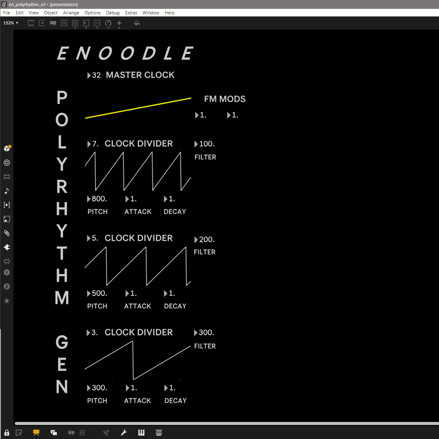 en_polyrhythm_v2~ (presentation)
File Edit View Object Arrange Options Debug Extras Window Help
132%
ENOODLE
32 MASTER CLOCK
POLYRHYTHM
GEN
FM MODS
1. 1.
7. CLOCK DIVIDER 100.
FILTER
800. 1. 1.
PITCH ATTACK DECAY
5. CLOCK DIVIDER 200.
FILTER
500. 1. 1.
PITCH ATTACK DECAY
3. CLOCK DIVIDER 300.
FILTER
300. 1. 1.
PITCH ATTACK DECAY